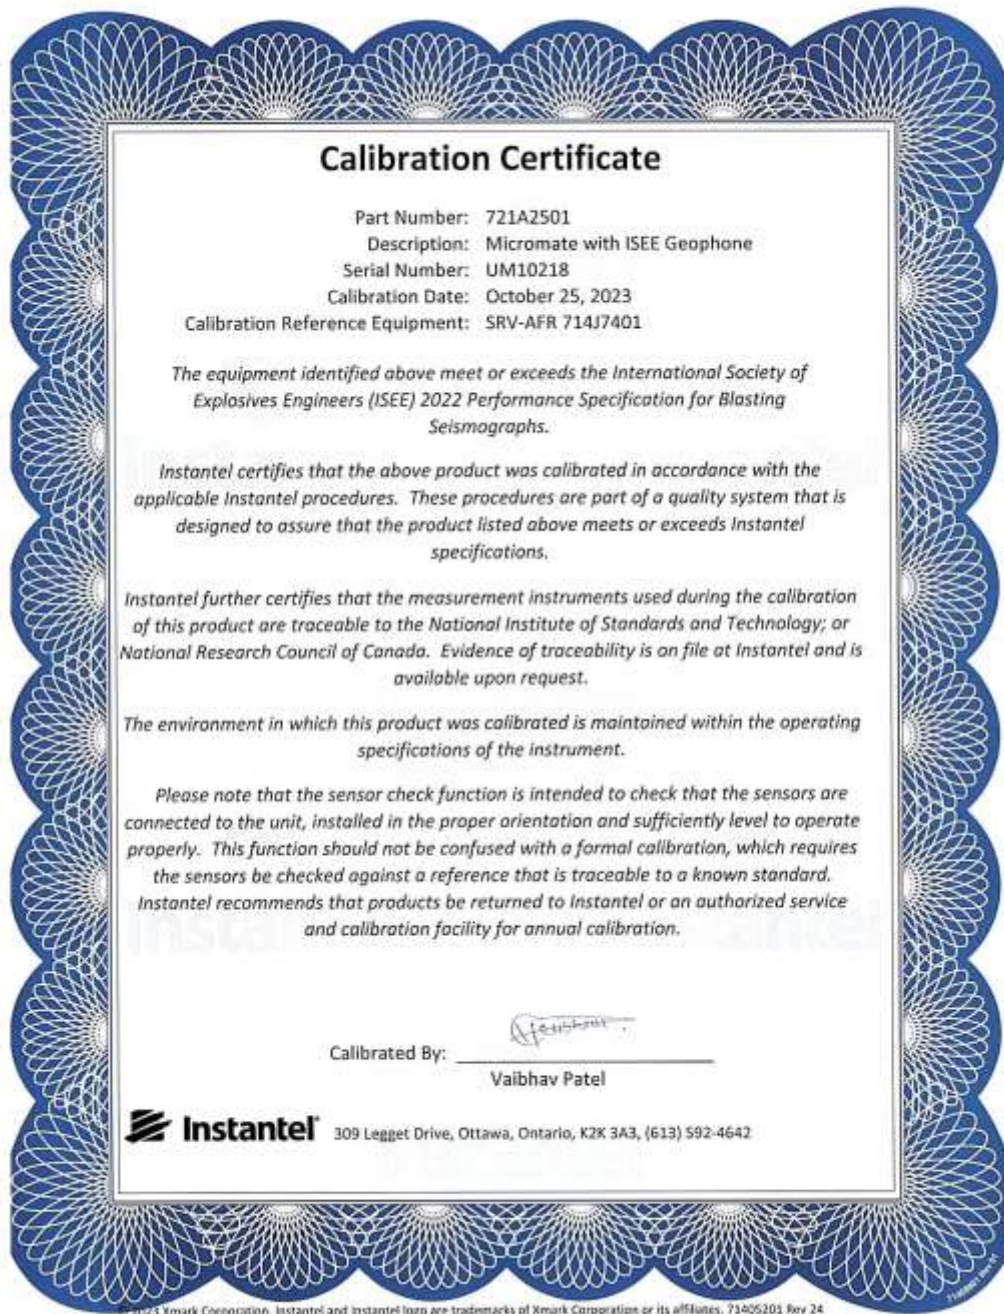 Calibration Certificate
Part Number: 721A2501
Description: Micromate with ISEE Geophone
Serial Number: UM10218
Calibration Date: October 25, 2023
Calibration Reference Equipment: SRV-AFR 714J7401
The equipment identified above meet or exceeds the International Society of
Explosives Engineers (ISEE) 2022 Performance Specification for Blasting
Seismographs.
Instantel certifies that the above product was calibrated in accordance with the
applicable Instantel procedures. These procedures are part of a quality system that is
designed to assure that the product listed above meets or exceeds Instantel
specifications.
Instantel further certifies that the measurement instruments used during the calibration
of this product are traceable to the National Institute of Standards and Technology; or
National Research Council of Canada. Evidence of traceability is on file at Instantel and is
available upon request.
The environment in which this product was calibrated is maintained within the operating
specifications of the instrument.
Please note that the sensor check function is intended to check that the sensors are
connected to the unit, installed in the proper orientation and sufficiently level to operate
properly. This function should not be confused with a formal calibration, which requires
the sensors be checked against a reference that is traceable to a known standard.
Instantel recommends that products be returned to Instantel or an authorized service
and calibration facility for annual calibration.
Calibrated By:
Vaibhav Patel
Instantel 309 Legget Drive, Ottawa, Ontario, K2K 3A3, (613) 592-4642
© 2023 Xmark Corporation. Instantel and Instantel logo are trademarks of Xmark Corporation or its affiliates. 71405201 Rev 24